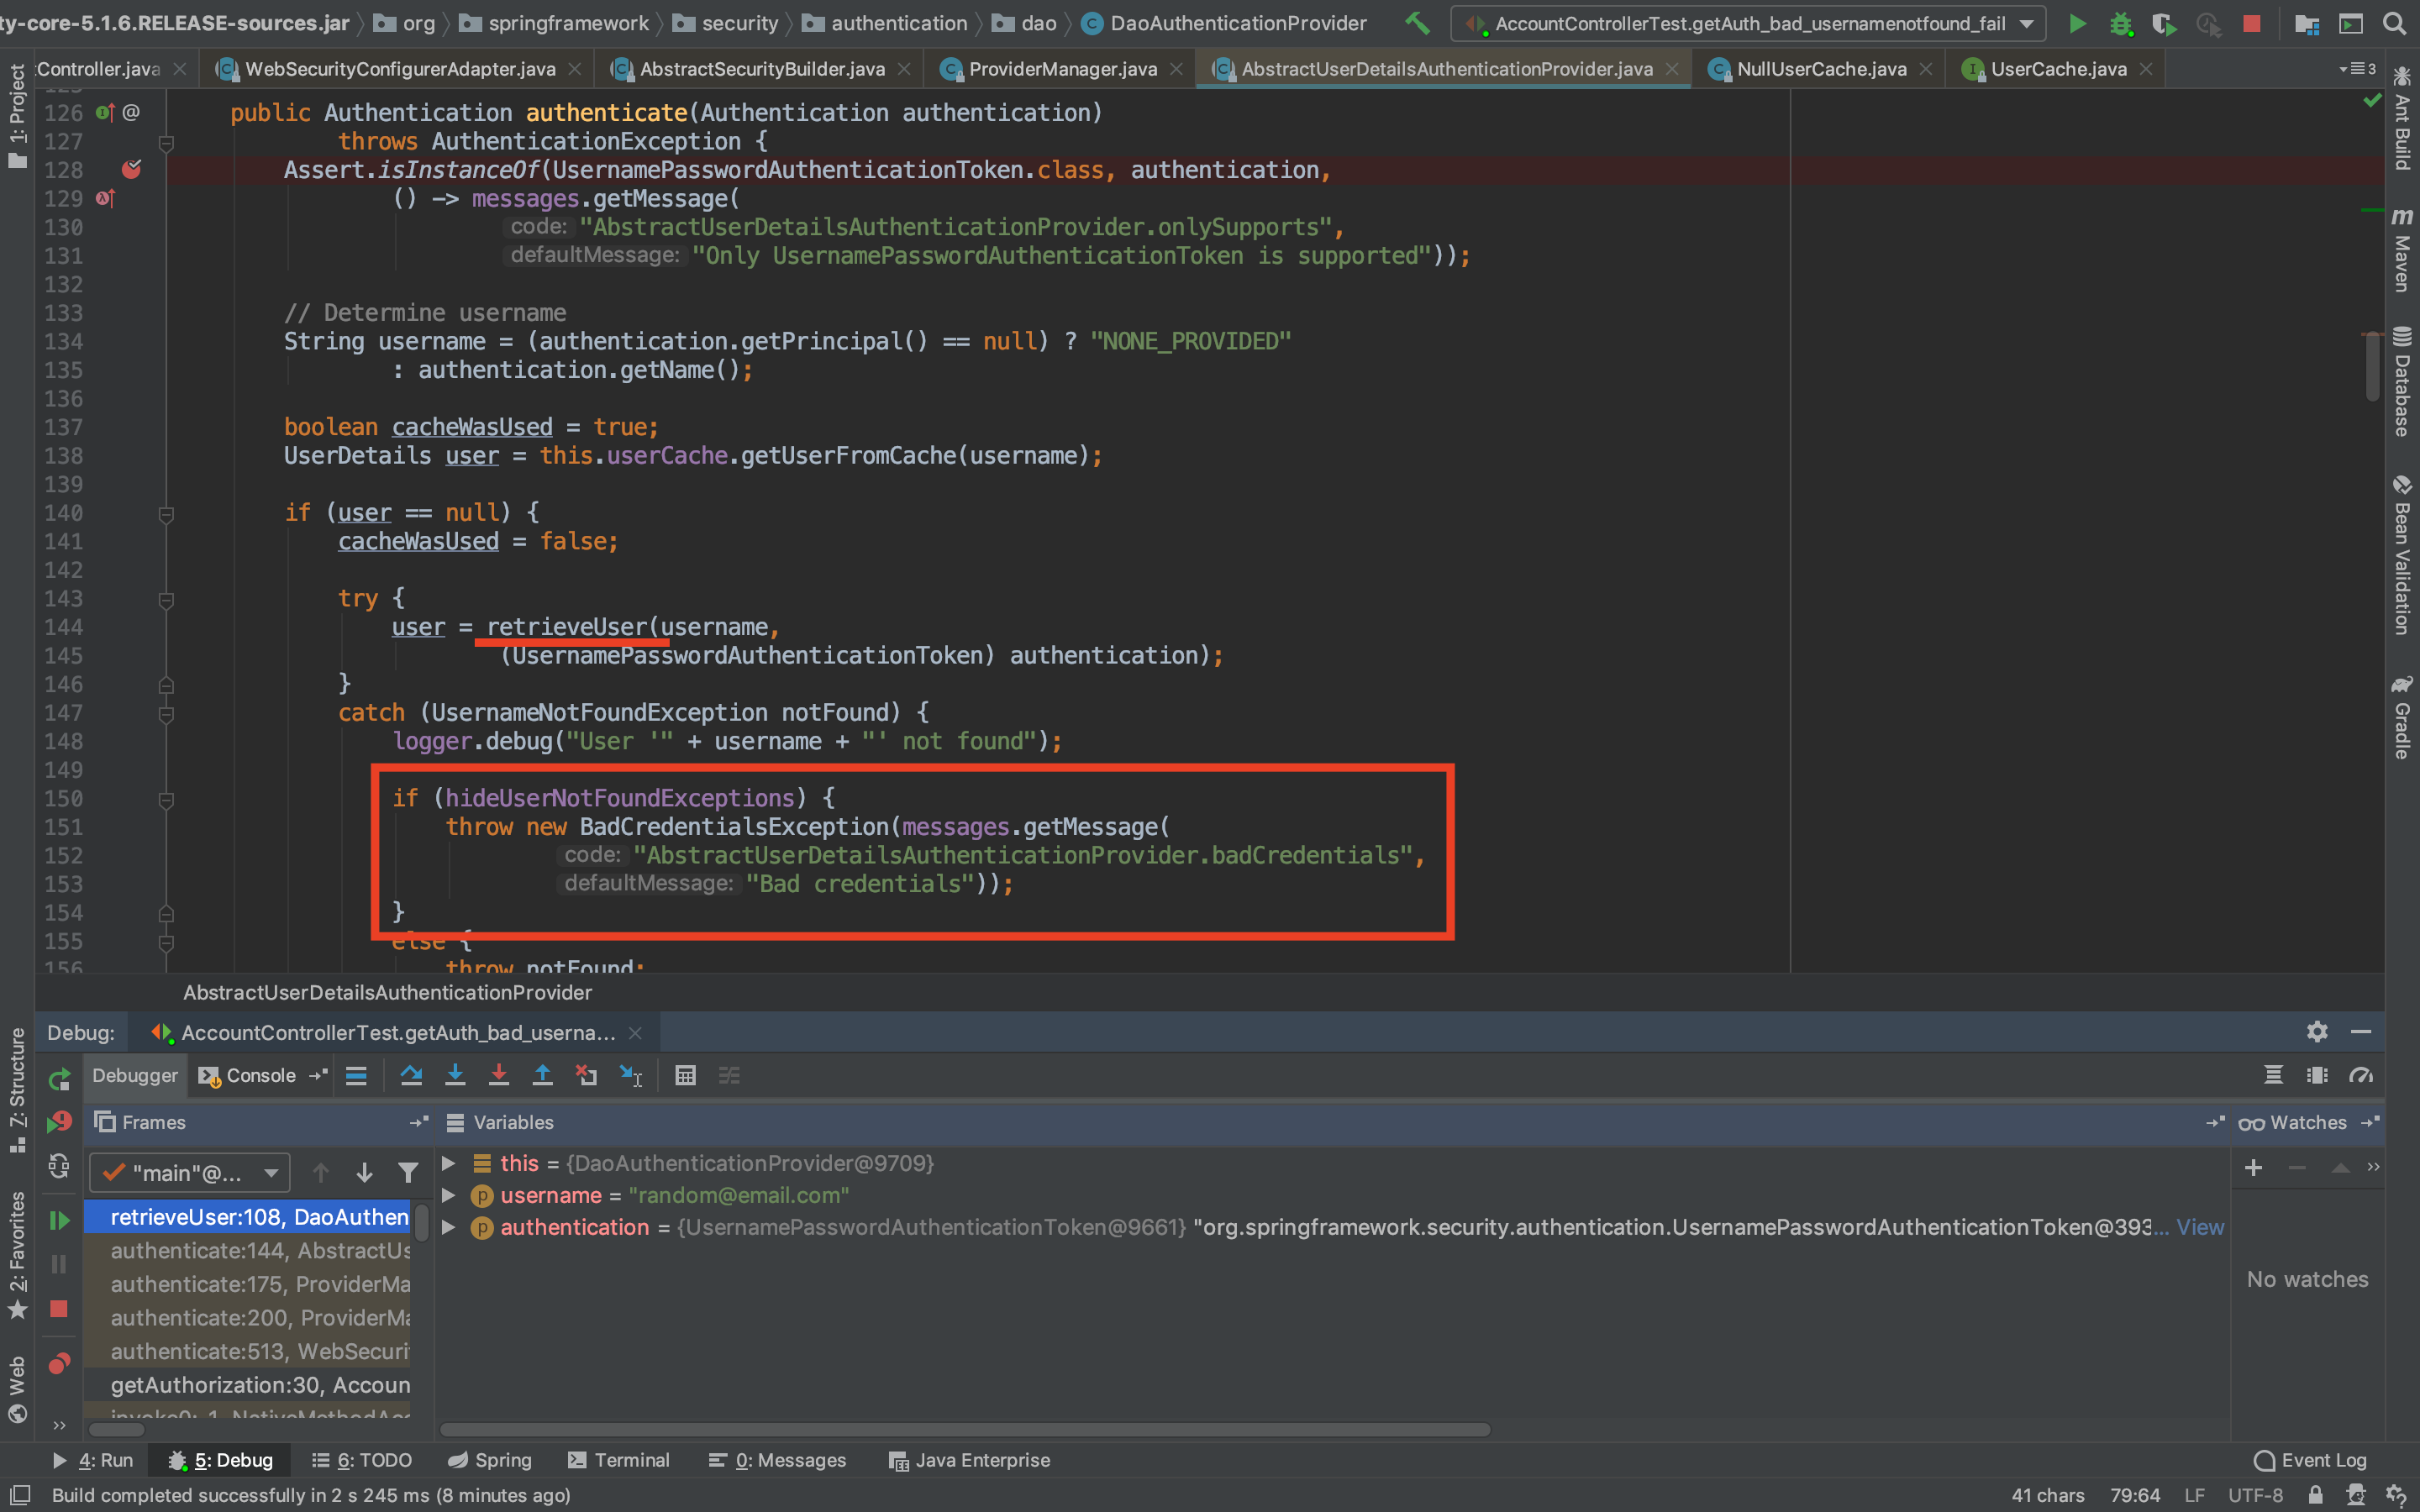 ty-core-5.1.6.RELEASE-sources.jar org springframework security authentication dao DaoAuthenticationProvider AccountControllerTest.getAuth_bad_usernamenotfound_fail
Controller.java WebSecurityConfigurerAdapter.java AbstractSecurityBuilder.java ProviderManager.java AbstractUserDetailsAuthenticationProvider.java NullUserCache.java UserCache.java 3
126 public Authentication authenticate(Authentication authentication)
127 throws AuthenticationException {
128 Assert.isInstanceOf(UsernamePasswordAuthenticationToken.class, authentication,
129 () -> messages.getMessage(
130 code: "AbstractUserDetailsAuthenticationProvider.onlySupports",
131 defaultMessage: "Only UsernamePasswordAuthenticationToken is supported"));
132
133 // Determine username
134 String username = (authentication.getPrincipal() == null) ? "NONE_PROVIDED"
135 : authentication.getName();
136
137 boolean cacheWasUsed = true;
138 UserDetails user = this.userCache.getUserFromCache(username);
139
140 if (user == null) {
141 cacheWasUsed = false;
142
143 try {
144 user = retrieveUser(username,
145 (UsernamePasswordAuthenticationToken) authentication);
146 }
147 catch (UsernameNotFoundException notFound) {
148 logger.debug("User '" + username + "' not found");
149
150 if (hideUserNotFoundExceptions) {
151 throw new BadCredentialsException(messages.getMessage(
152 code: "AbstractUserDetailsAuthenticationProvider.badCredentials",
153 defaultMessage: "Bad credentials"));
154 }
155 else {
156 throw notFound;
AbstractUserDetailsAuthenticationProvider
1: Project
Z: Structure
2: Favorites
Web
Ant Build
Maven
Database
Bean Validation
Gradle
Debug: AccountControllerTest.getAuth_bad_userna...
Debugger Console
Frames Variables Watches
"main"@...
retrieveUser:108, DaoAuthen
authenticate:144, AbstractUs
authenticate:175, ProviderMa
authenticate:200, ProviderMa
authenticate:513, WebSecurit
getAuthorization:30, Accoun
this = {DaoAuthenticationProvider@9709}
username = "random@email.com"
authentication = {UsernamePasswordAuthenticationToken@9661} "org.springframework.security.authentication.UsernamePasswordAuthenticationToken@393... View
No watches
4: Run 5: Debug 6: TODO Spring Terminal 0: Messages Java Enterprise Event Log
Build completed successfully in 2 s 245 ms (8 minutes ago) 41 chars 79:64 LF UTF-8